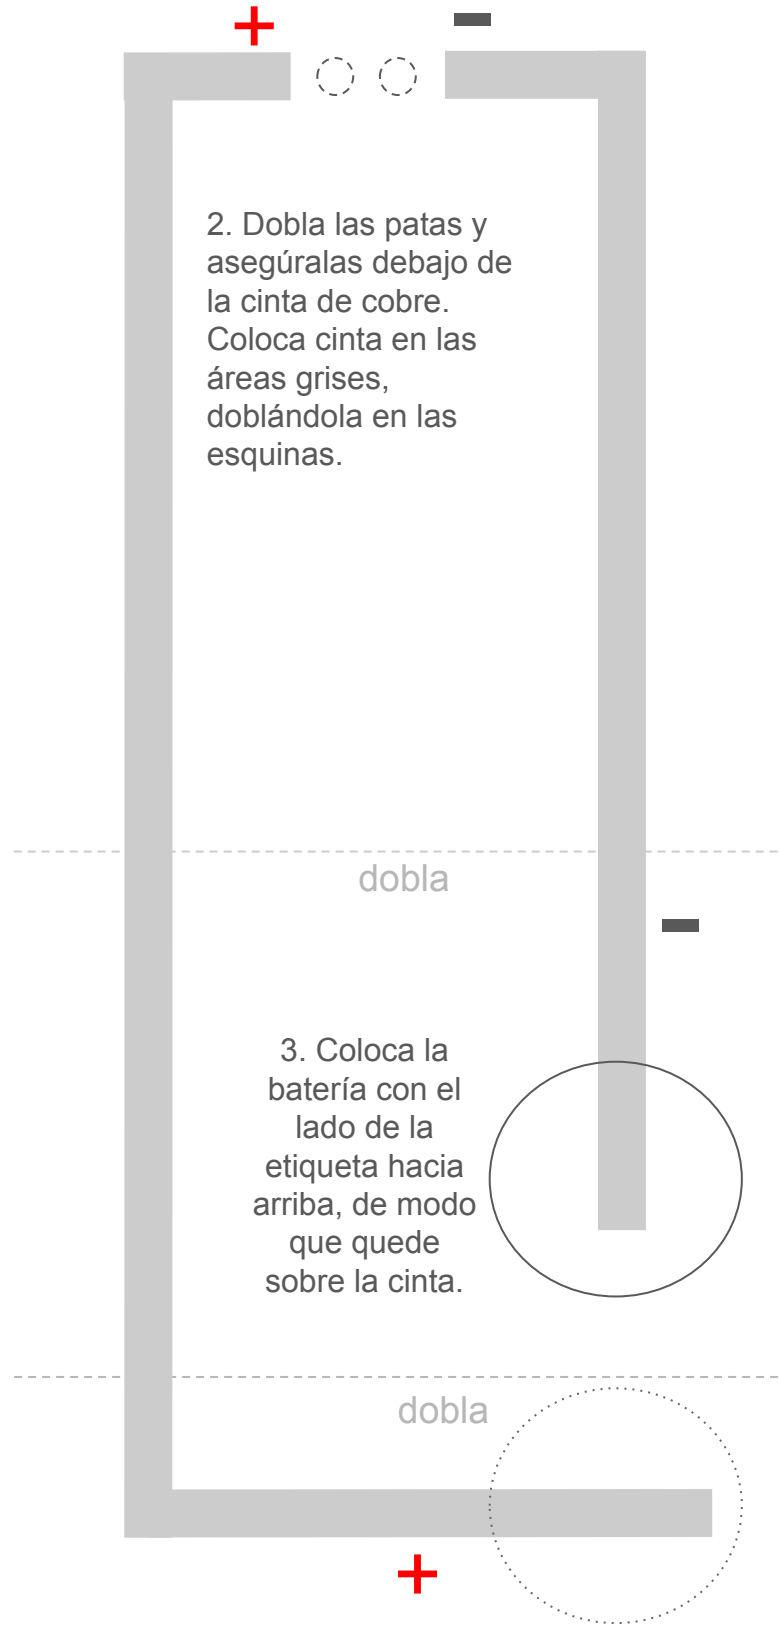 + -
2. Dobla las patas y
asegúralas debajo de
la cinta de cobre.
Coloca cinta en las
áreas grises,
doblándola en las
esquinas.
dobla
-
3. Coloca la
batería con el
lado de la
etiqueta hacia
arriba, de modo
que quede
sobre la cinta.
dobla
+